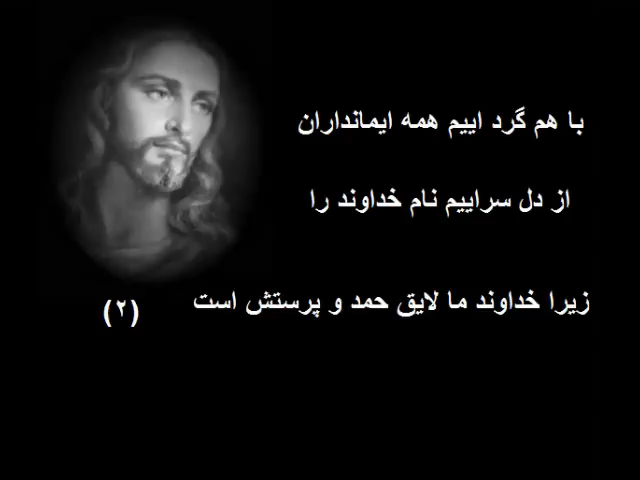 با هم گرد اییم همه ایمانداران
از دل سراییم نام خداوند را
زیرا خداوند ما لایق حمد و پرستش است (۲)